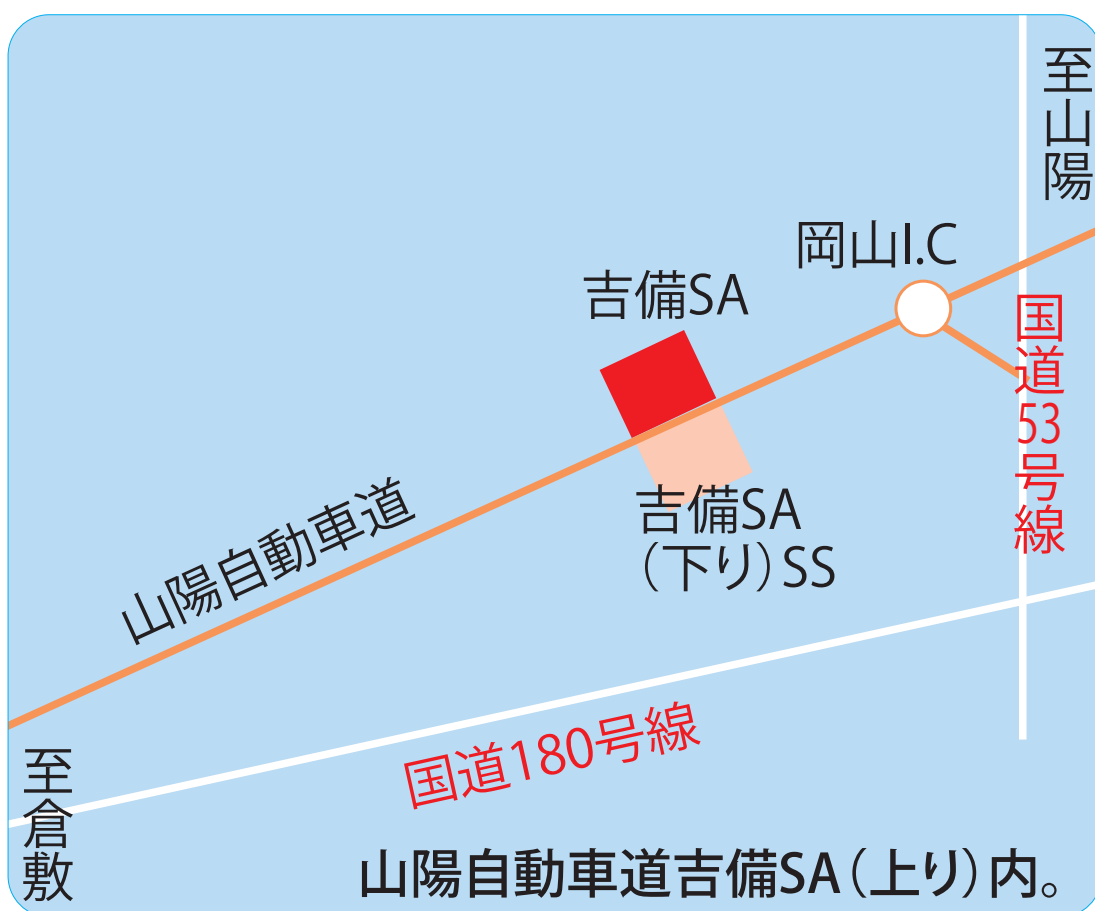 至山陽
岡山I.C
吉備SA
国道53号線
吉備SA
（下り）SS
山陽自動車道
国道180号線
至倉敷
山陽自動車道吉備SA（上り）内。